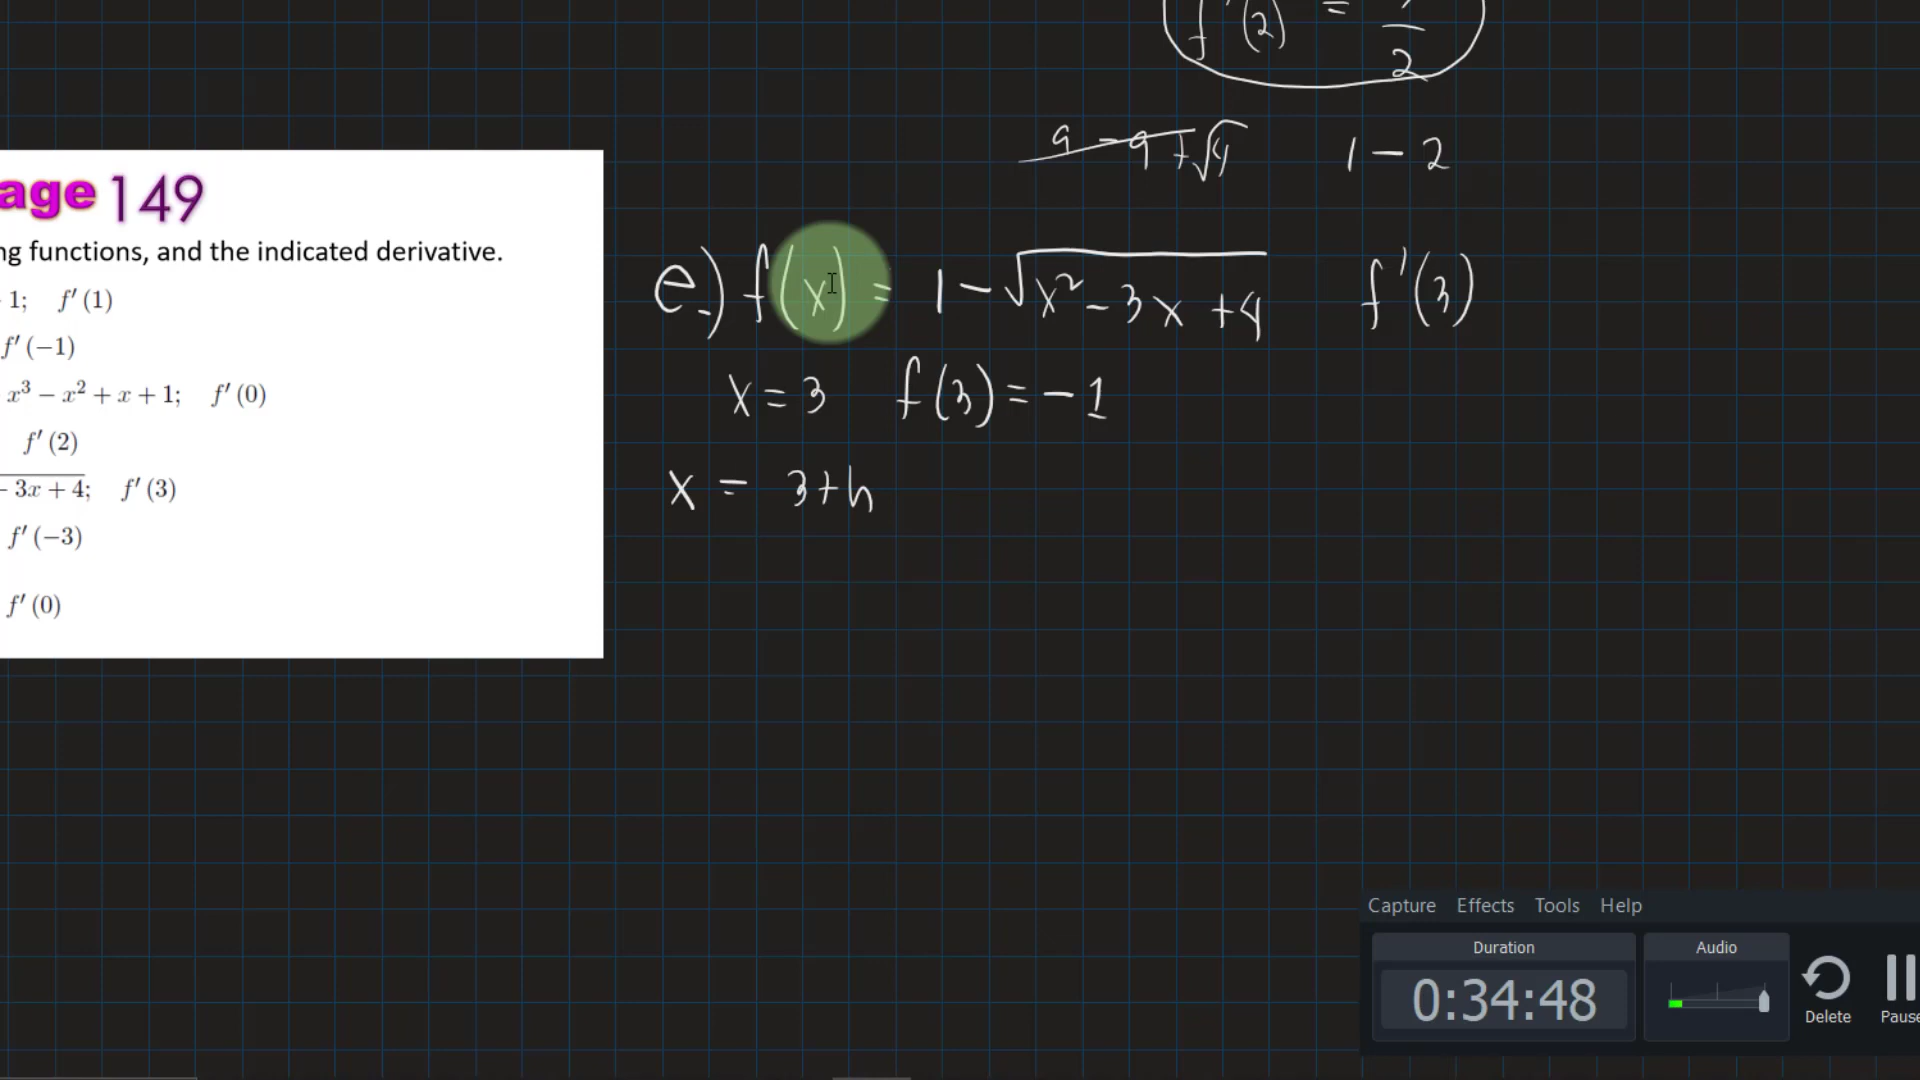 f'(2) = 
2
9 - 9 + √4 1 - 2
age 149
ng functions, and the indicated derivative.
1; f′ (1)
f′ (−1)
x³ − x² + x + 1; f′ (0)
f′ (2)
− 3x + 4; f′ (3)
f′ (−3)
f′ (0)
e.) f(x) = 1 - √x² - 3x + 4 f'(3)
x = 3 f(3) = -1
x = 3+h
Capture Effects Tools Help
Duration
0:34:48
Audio
Delete
Pause